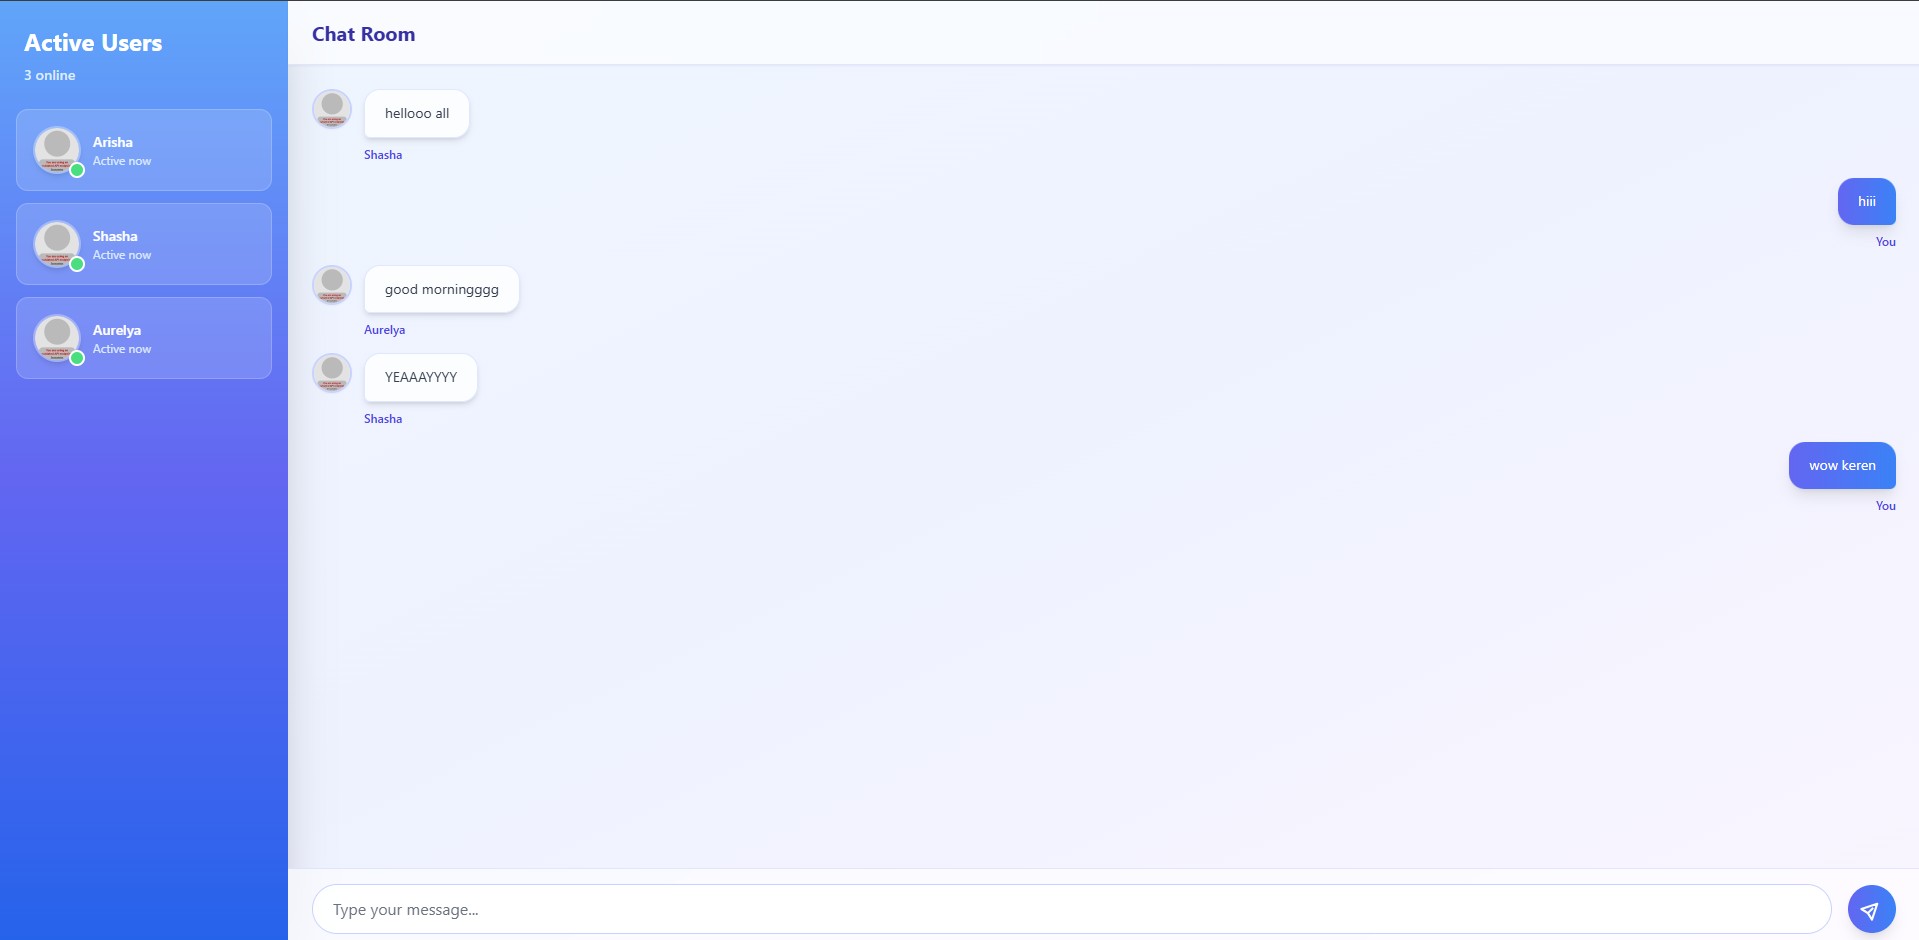 Active Users
3 online
Arisha
Active now
Shasha
Active now
Aurelya
Active now
Chat Room
hellooo all
Shasha
hiii
You
good morningggg
Aurelya
YEAAAYYYY
Shasha
wow keren
You
Type your message...